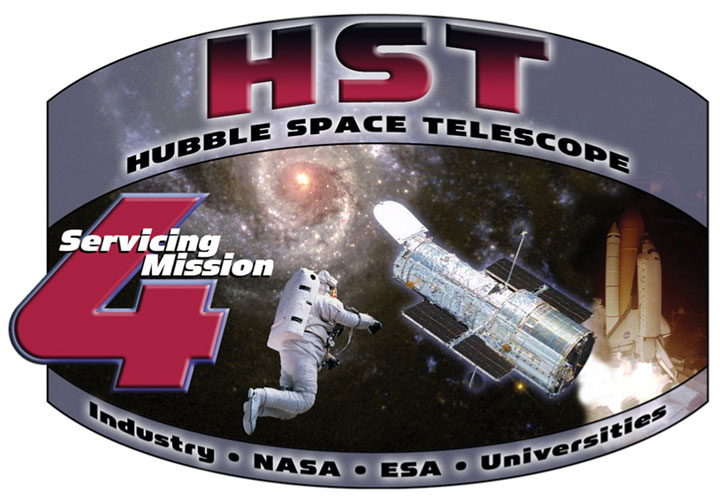 HST
HUBBLE SPACE TELESCOPE
4
Servicing
Mission
Industry • NASA • ESA • Universities